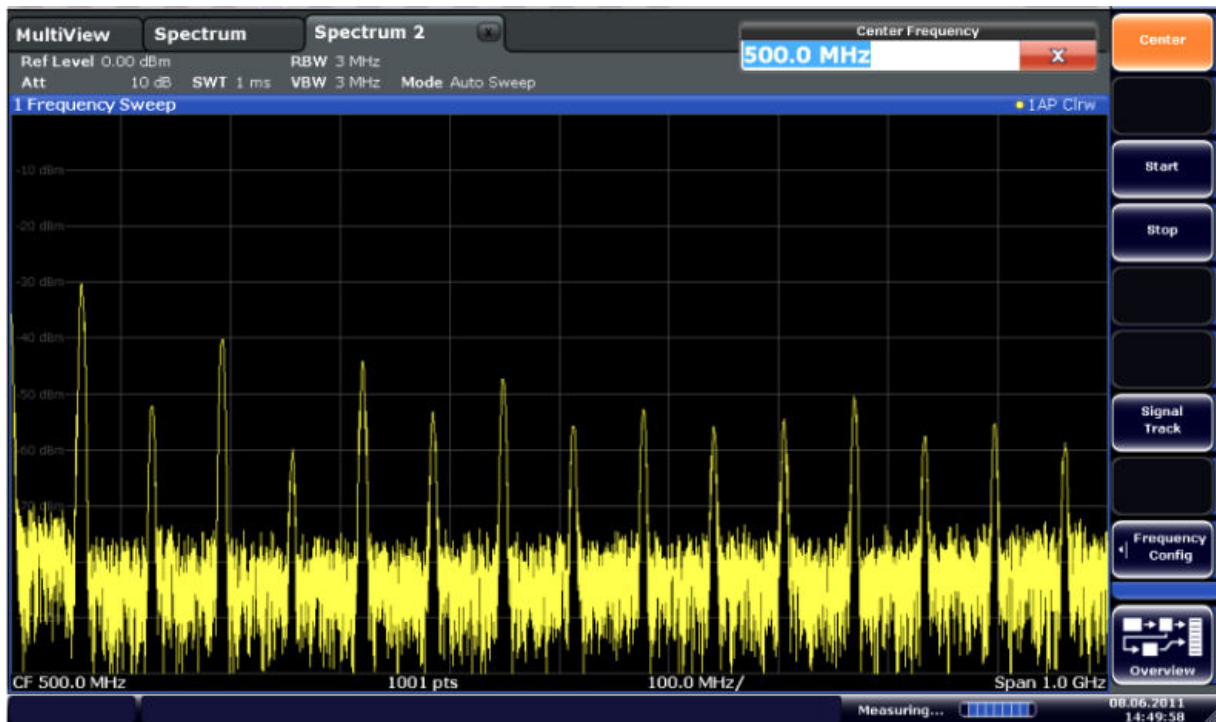 MultiView Spectrum Spectrum 2 X
Center Frequency
500.0 MHz X
Ref Level 0.00 dBm RBW 3 MHz
Att 10 dB SWT 1 ms VBW 3 MHz Mode Auto Sweep
1 Frequency Sweep 1AP Clrw
-10 dBm
-20 dBm
-30 dBm
-40 dBm
-50 dBm
-60 dBm
-70 dBm
CF 500.0 MHz 1001 pts 100.0 MHz/ Span 1.0 GHz
Measuring... 08.06.2011
14:49:58
Center
Start
Stop
Signal
Track
Frequency
Config
Overview